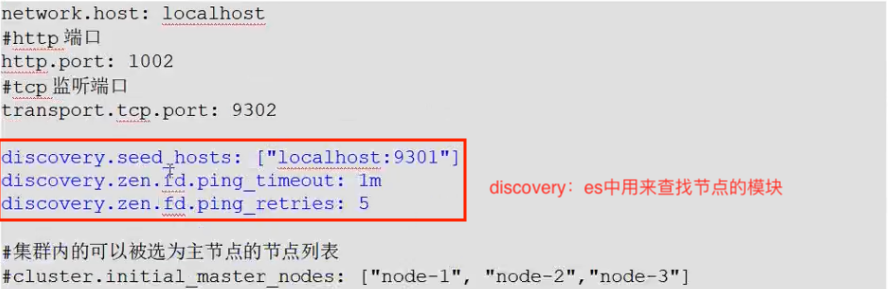 network.host: localhost
#http 端口
http.port: 1002
#tcp 监听端口
transport.tcp.port: 9302
discovery.seed_hosts: ["localhost:9301"]
discovery.zen.fd.ping_timeout: 1m
discovery.zen.fd.ping_retries: 5
discovery：es中用来查找节点的模块
#集群内的可以被选为主节点的节点列表
#cluster.initial_master_nodes: ["node-1", "node-2","node-3"]